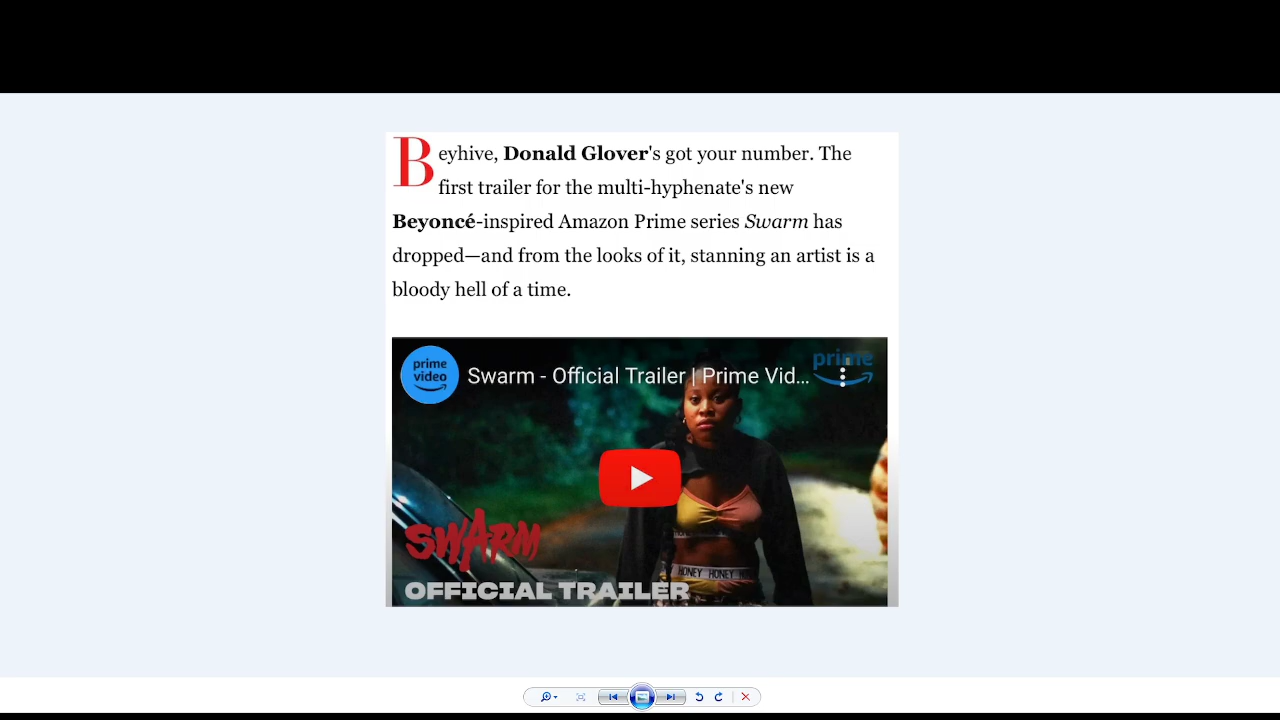 Beyhive, Donald Glover's got your number. The
first trailer for the multi-hyphenate's new
Beyoncé-inspired Amazon Prime series Swarm has
dropped—and from the looks of it, stanning an artist is a
bloody hell of a time.
prime
video
Swarm - Official Trailer | Prime Vid...
prime
SWARM
HONEY HONEY H
OFFICIAL TRAILER